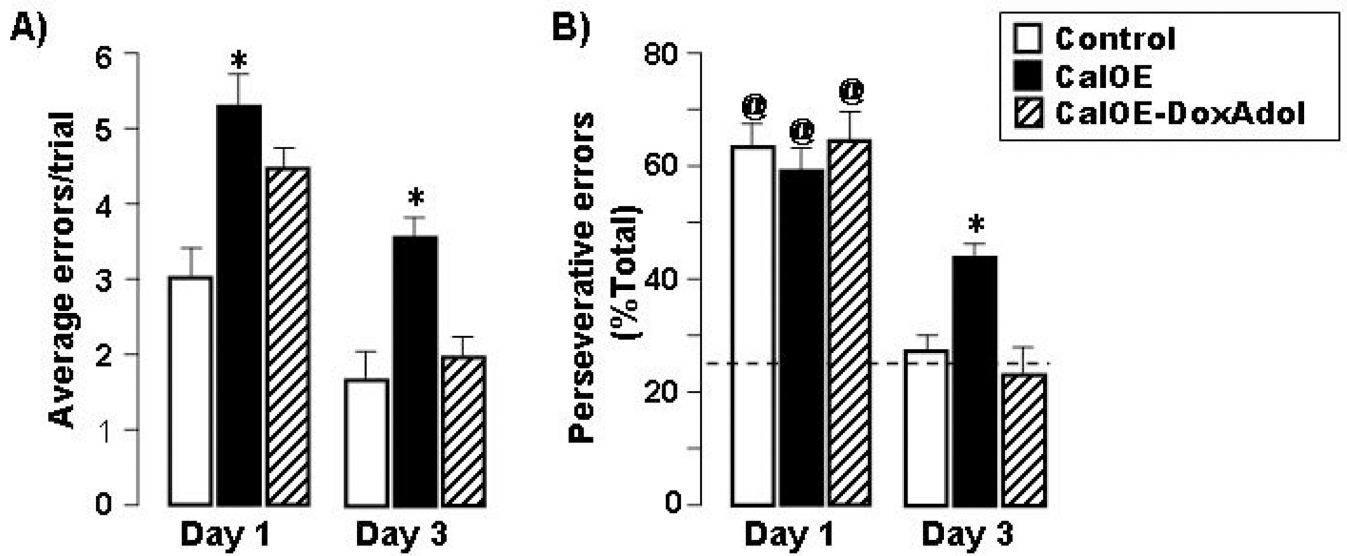 A)
Average errors/trial
6
5
4
3
2
1
0
*
*
Day 1
Day 3
B)
Perseverative errors
(%Total)
80
60
40
20
0
@
@
@
*
Day 1
Day 3
Control
CalOE
CalOE-DoxAdol